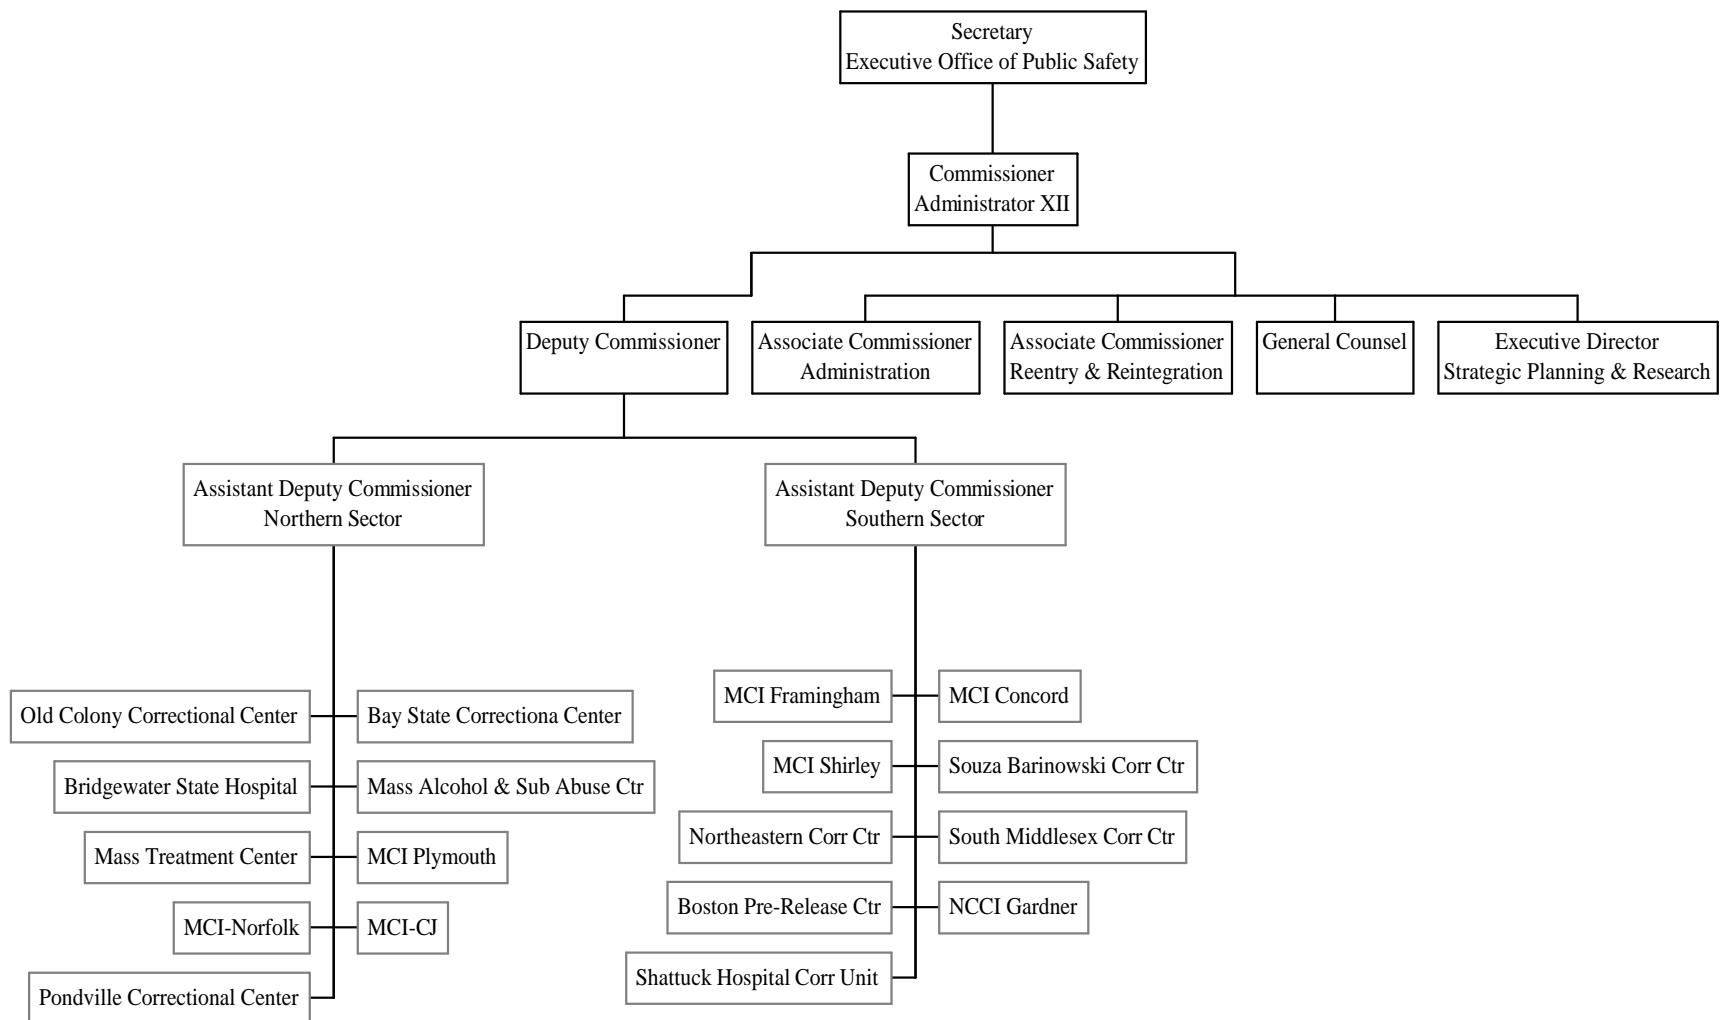 Secretary
Executive Office of Public Safety
Commissioner
Administrator XII
Deputy Commissioner
Associate Commissioner
Administration
Associate Commissioner
Reentry & Reintegration
General Counsel
Executive Director
Strategic Planning & Research
Assistant Deputy Commissioner
Northern Sector
Assistant Deputy Commissioner
Southern Sector
Old Colony Correctional Center
Bay State Correctiona Center
Bridgewater State Hospital
Mass Alcohol & Sub Abuse Ctr
Mass Treatment Center
MCI Plymouth
MCI-Norfolk
MCI-CJ
Pondville Correctional Center
MCI Framingham
MCI Concord
MCI Shirley
Souza Barinowski Corr Ctr
Northeastern Corr Ctr
South Middlesex Corr Ctr
Boston Pre-Release Ctr
NCCI Gardner
Shattuck Hospital Corr Unit